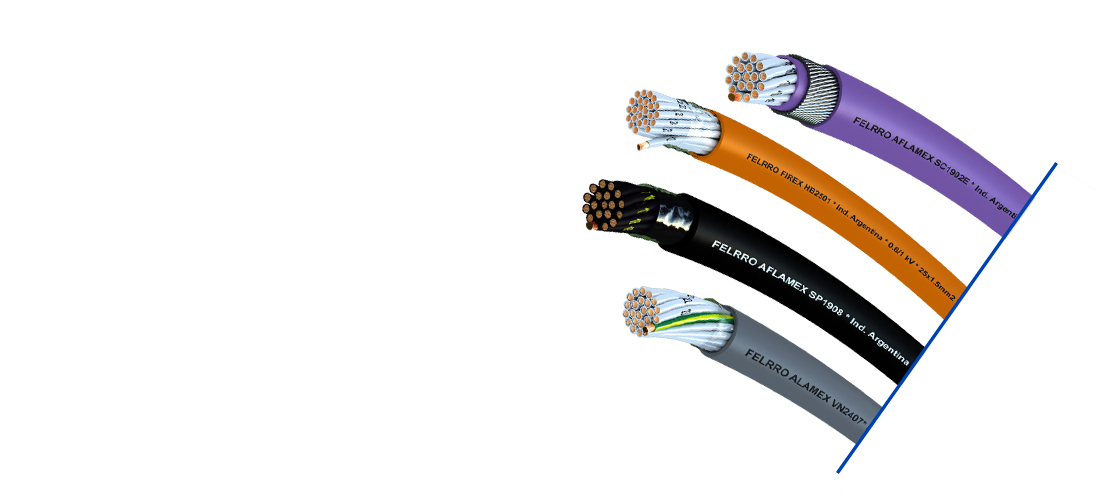 FELRRO AFLAMEX SC1902E * Ind. Argenti
FELRRO FIREX HB2501 * Ind. Argentina * 0.6/1 kV * 25x1.5mm2
FELRRO AFLAMEX SP1908 * Ind. Argentina
FELRRO ALAMEX VN2407*